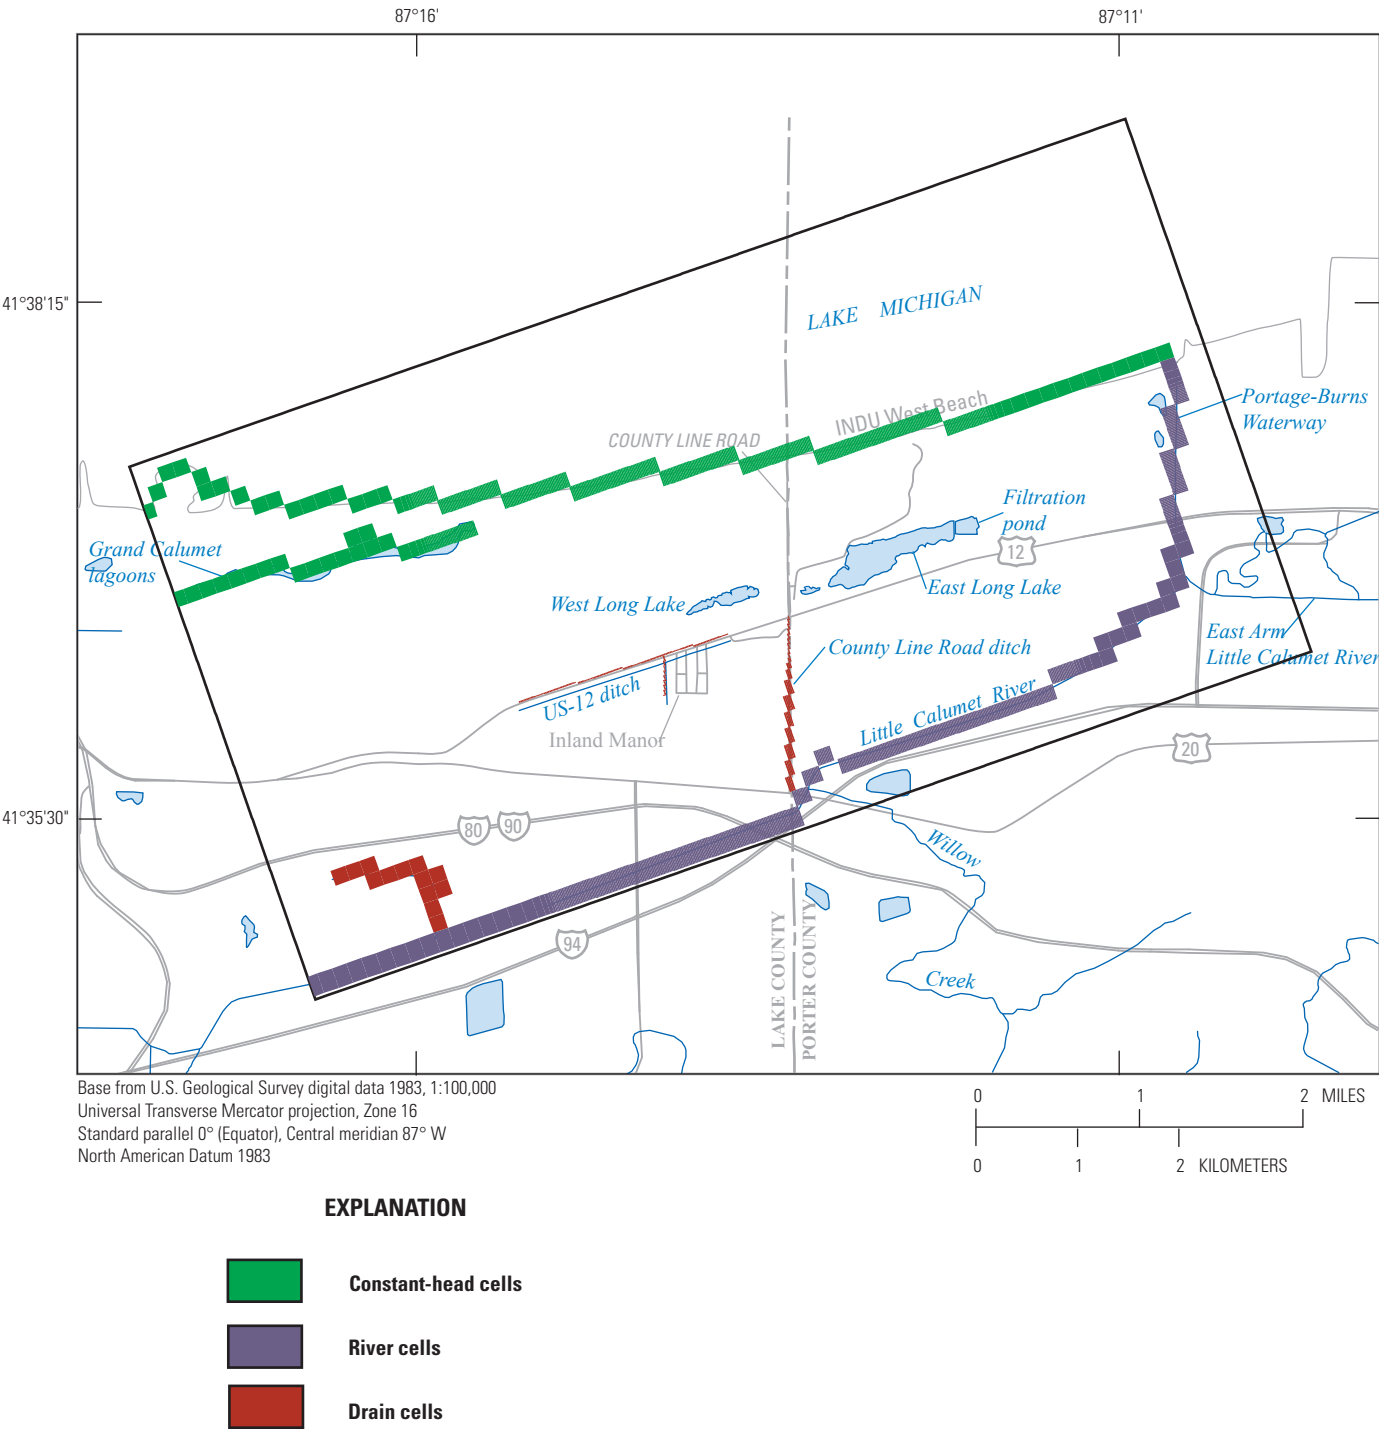 87°16'
87°11'
41°38'15"
LAKE MICHIGAN
INDU West Beach
COUNTY LINE ROAD
Portage-Burns
Waterway
Filtration
pond
12
Grand Calumet
lagoons
East Long Lake
West Long Lake
East Arm
Little Calumet River
County Line Road ditch
US-12 ditch
Little Calumet River
Inland Manor
20
41°35'30"
80
90
Willow
94
LAKE COUNTY
PORTER COUNTY
Creek
Base from U.S. Geological Survey digital data 1983, 1:100,000
Universal Transverse Mercator projection, Zone 16
Standard parallel 0° (Equator), Central meridian 87° W
North American Datum 1983
0 1 2 MILES
0 1 2 KILOMETERS
EXPLANATION
Constant-head cells
River cells
Drain cells